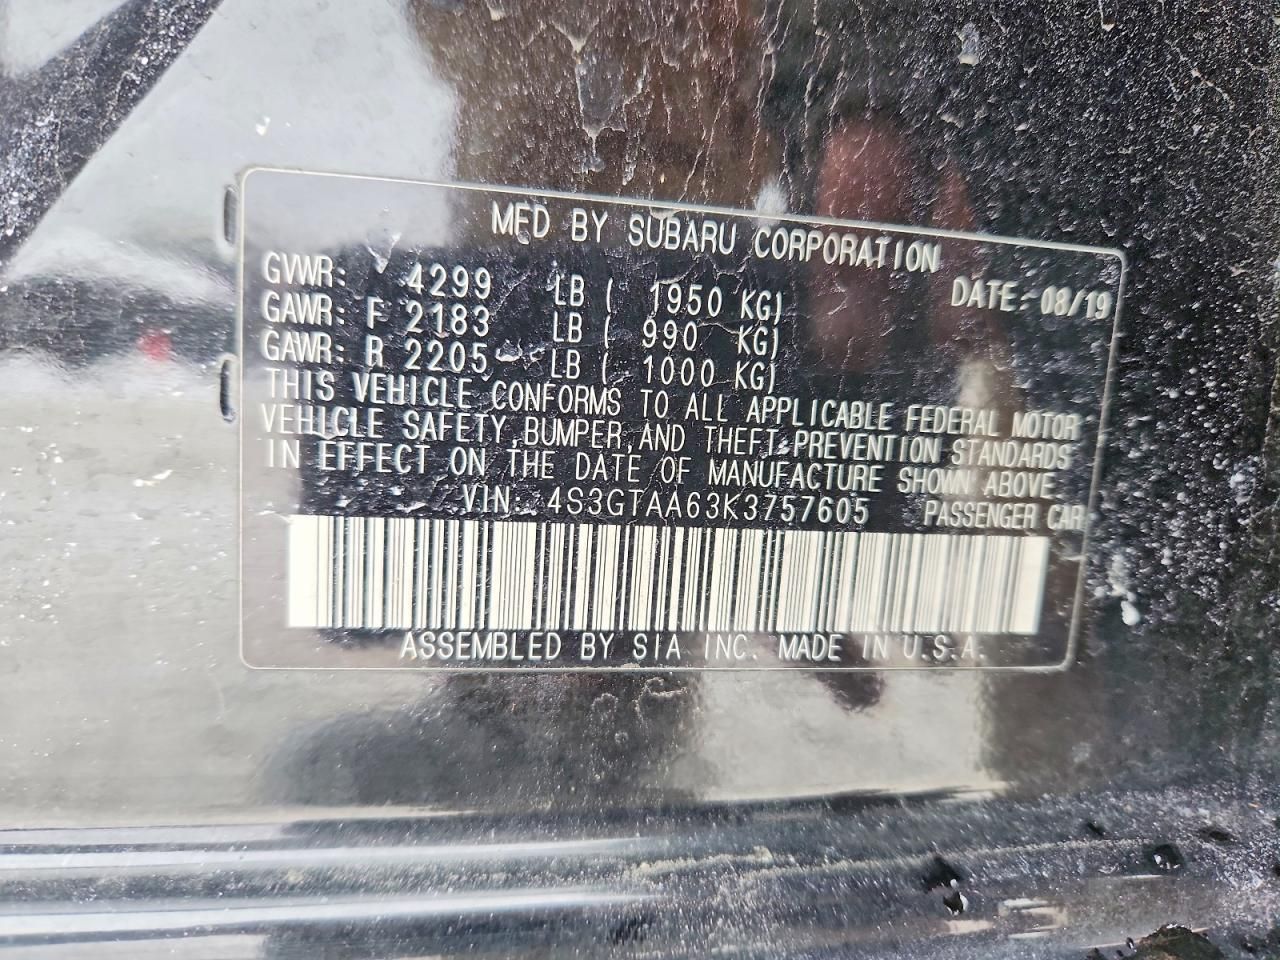 MFD BY SUBARU CORPORATION
GVWR: 4299 LB ( 1950 KG) DATE: 08/19
GAWR: F 2183 LB ( 990 KG)
GAWR: R 2205 LB ( 1000 KG)
THIS VEHICLE CONFORMS TO ALL APPLICABLE FEDERAL MOTOR
VEHICLE SAFETY,BUMPER,AND THEFT PREVENTION STANDARDS
IN EFFECT ON THE DATE OF MANUFACTURE SHOWN ABOVE
VIN: 4S3GTAA63K3757605 PASSENGER CAR
ASSEMBLED BY SIA INC. MADE IN U.S.A.